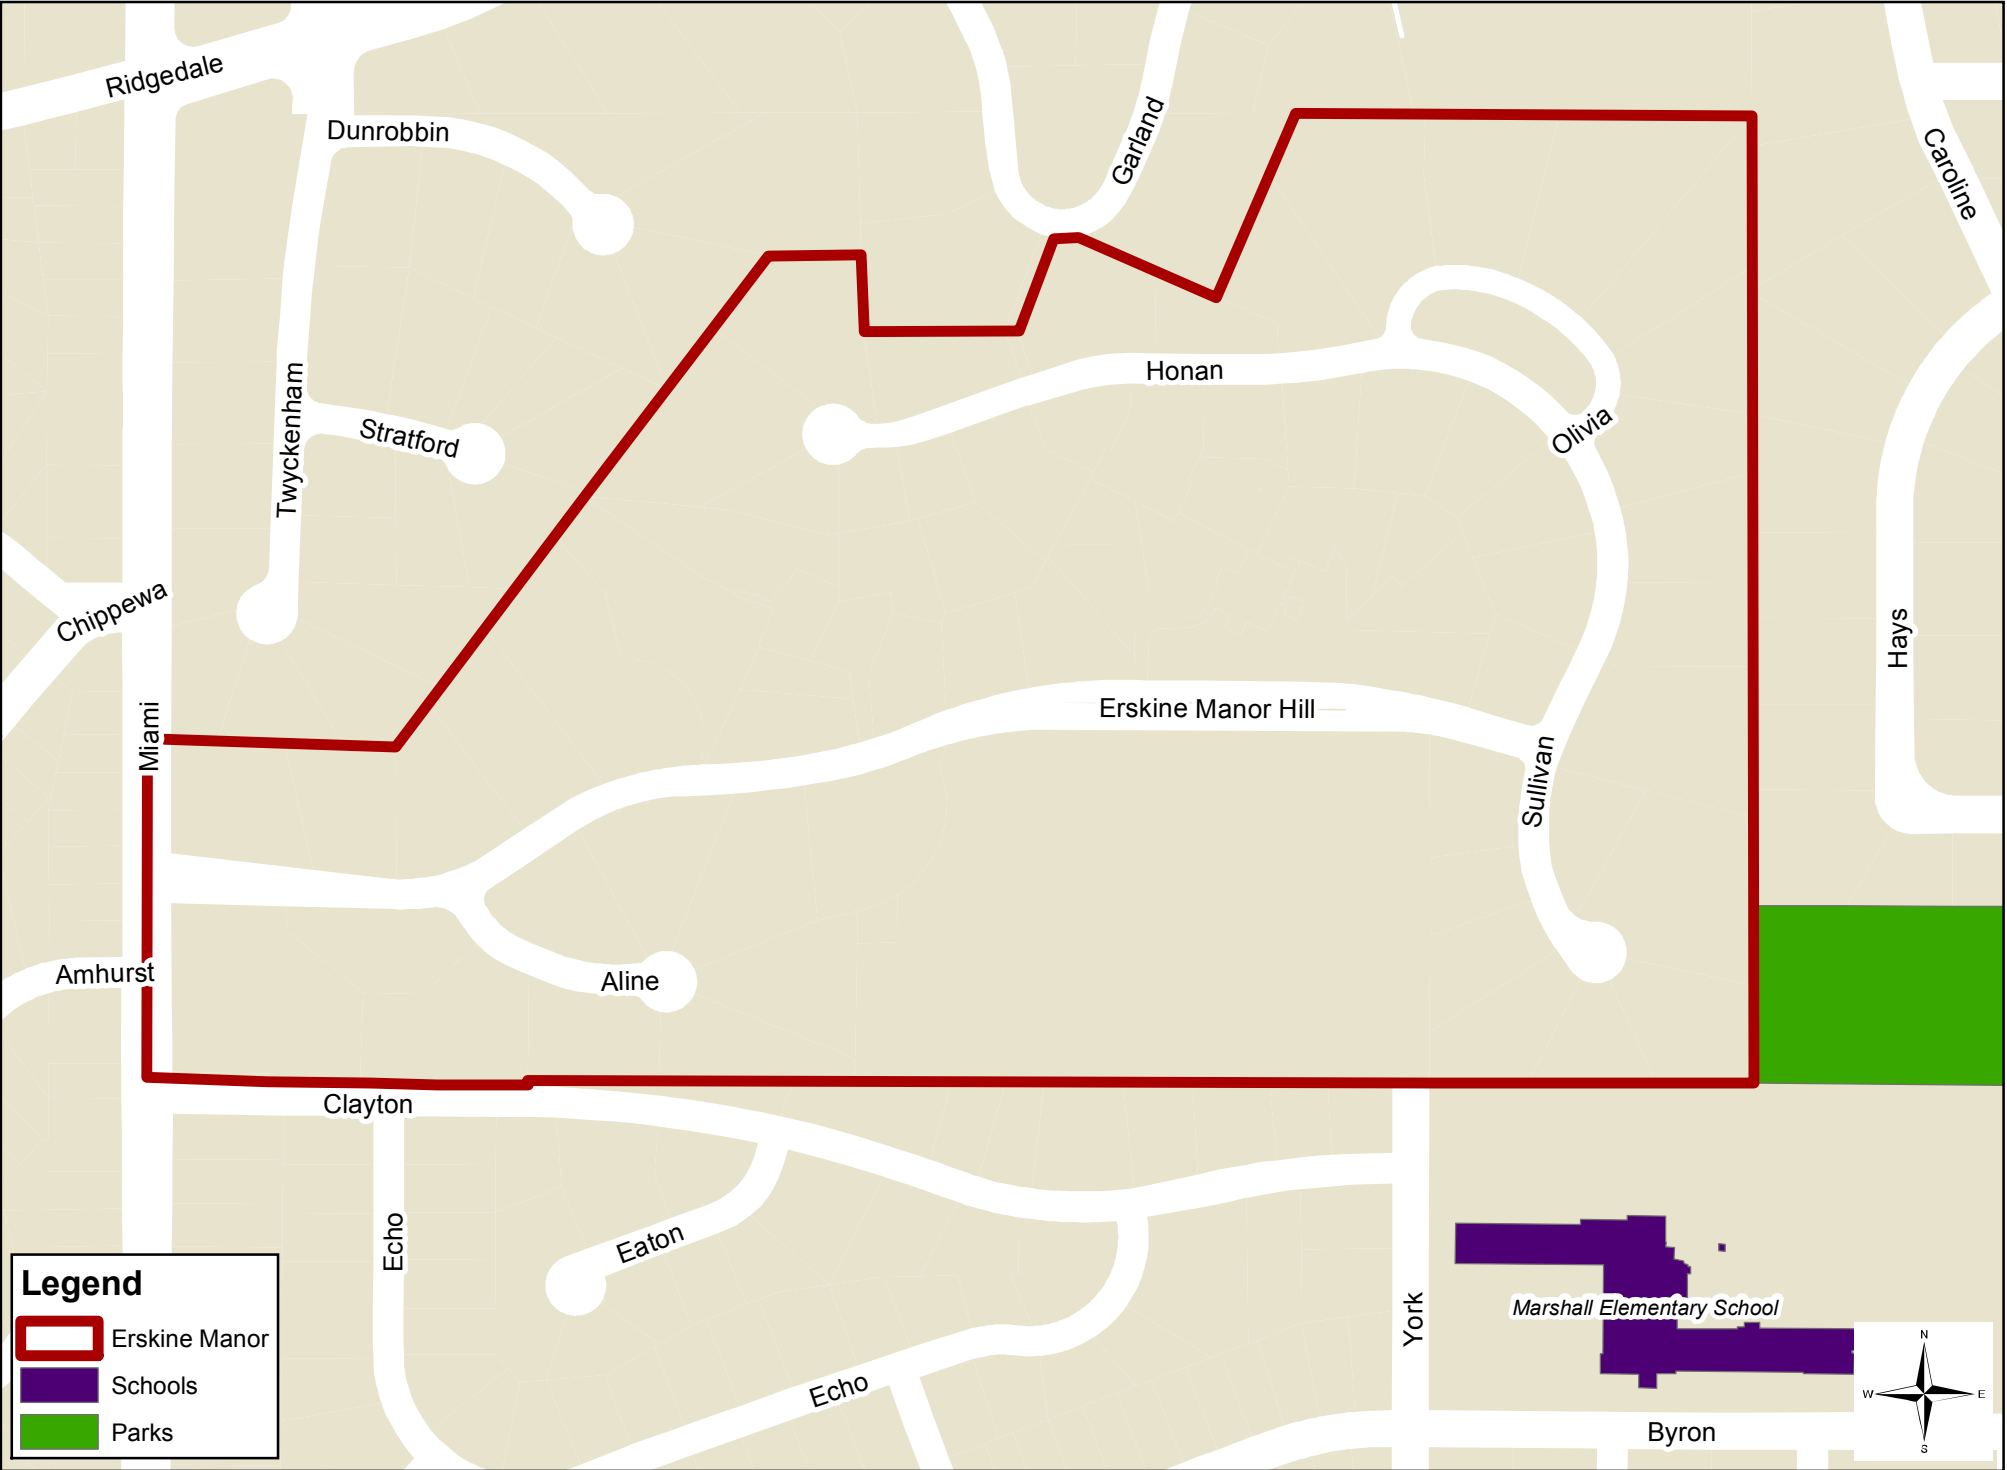 Ridgedale
Dunrobbin
Garland
Caroline
Honan
Olivia
Twyckenham
Stratford
Chippewa
Hays
Miami
Erskine Manor Hill
Sullivan
Amhurst
Aline
Clayton
Echo
Eaton
York
Marshall Elementary School
Echo
Byron
Legend
Erskine Manor
Schools
Parks
N
W
E
S